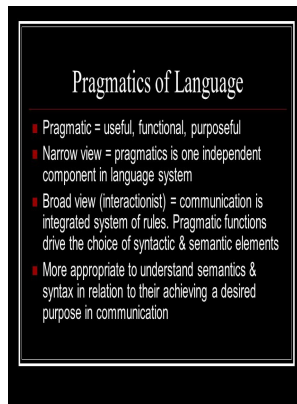 Pragmatics of Language
Pragmatic = useful, functional, purposeful
Narrow view = pragmatics is one independent
component in language system
Broad view (interactionist) = communication is
integrated system of rules. Pragmatic functions
drive the choice of syntactic & semantic elements
More appropriate to understand semantics &
syntax in relation to their achieving a desired
purpose in communication